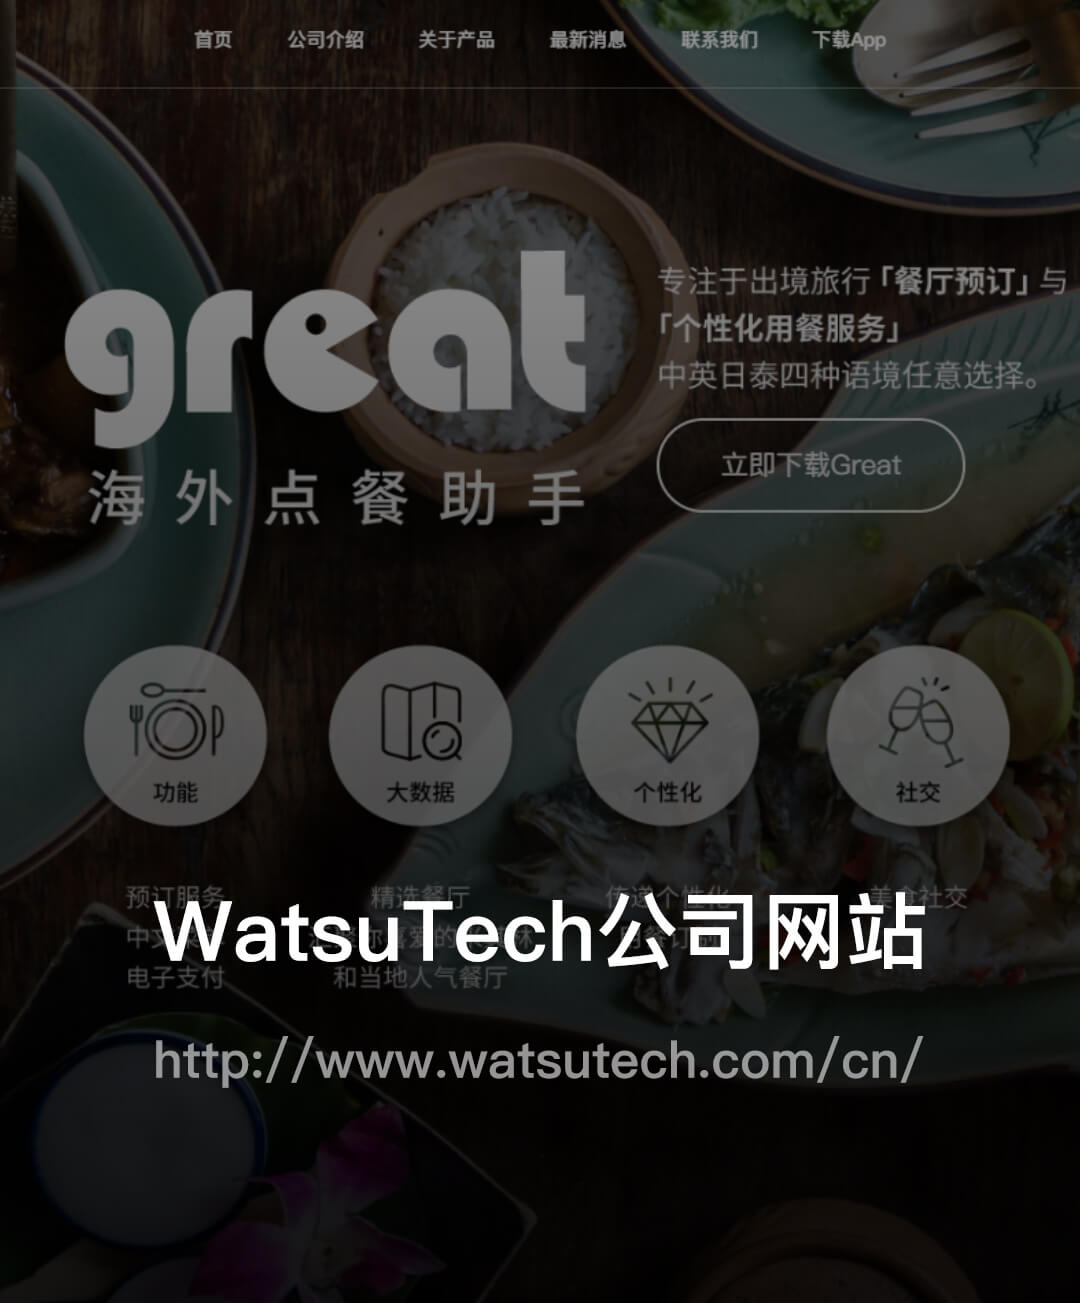 首页 公司介绍 关于产品 最新消息 联系我们 下载App
great
海外点餐助手
专注于出境旅行「餐厅预订」与
「个性化用餐服务」
中英日泰四种语境任意选择。
立即下载Great
功能 大数据 个性化 社交
预订服务 精选餐厅 传递个性化 美食社交
电子支付 和当地人气餐厅
WatsuTech公司网站
http://www.watsutech.com/cn/